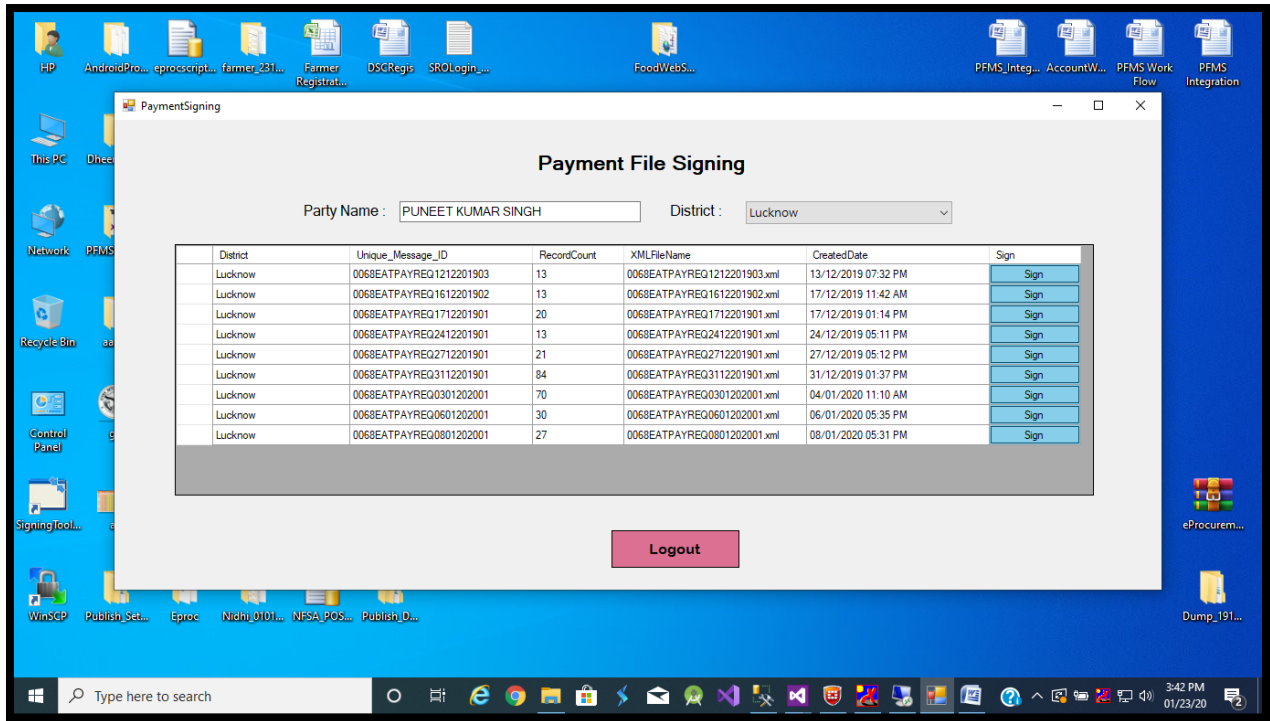 HP
AndroidPro... eprocscript... farmer_231... Farmer Registrat... DSCRegis SROLogin_... FoodWebS... PFMS_Integ... AccountW... PFMS Work Flow PFMS Integration
PaymentSigning
This PC
Payment File Signing
Party Name : PUNEET KUMAR SINGH District : Lucknow
Network PFMS
District Unique_Message_ID RecordCount XMLFileName CreatedDate Sign
Lucknow 0068EATPAYREQ1212201903 13 0068EATPAYREQ1212201903.xml 13/12/2019 07:32 PM Sign
Lucknow 0068EATPAYREQ1612201902 13 0068EATPAYREQ1612201902.xml 17/12/2019 11:42 AM Sign
Lucknow 0068EATPAYREQ1712201901 20 0068EATPAYREQ1712201901.xml 17/12/2019 01:14 PM Sign
Lucknow 0068EATPAYREQ2412201901 13 0068EATPAYREQ2412201901.xml 24/12/2019 05:11 PM Sign
Lucknow 0068EATPAYREQ2712201901 21 0068EATPAYREQ2712201901.xml 27/12/2019 05:12 PM Sign
Lucknow 0068EATPAYREQ3112201901 84 0068EATPAYREQ3112201901.xml 31/12/2019 01:37 PM Sign
Lucknow 0068EATPAYREQ0301202001 70 0068EATPAYREQ0301202001.xml 04/01/2020 11:10 AM Sign
Lucknow 0068EATPAYREQ0601202001 30 0068EATPAYREQ0601202001.xml 06/01/2020 05:35 PM Sign
Lucknow 0068EATPAYREQ0801202001 27 0068EATPAYREQ0801202001.xml 08/01/2020 05:31 PM Sign
Recycle Bin
Control Panel
SigningTool... eProcurem...
Logout
WinSCP Publish_Set... Eproc Nidhi_0101... NFSA_POS... Publish_D... Dump_191...
Type here to search
3:42 PM
01/23/20